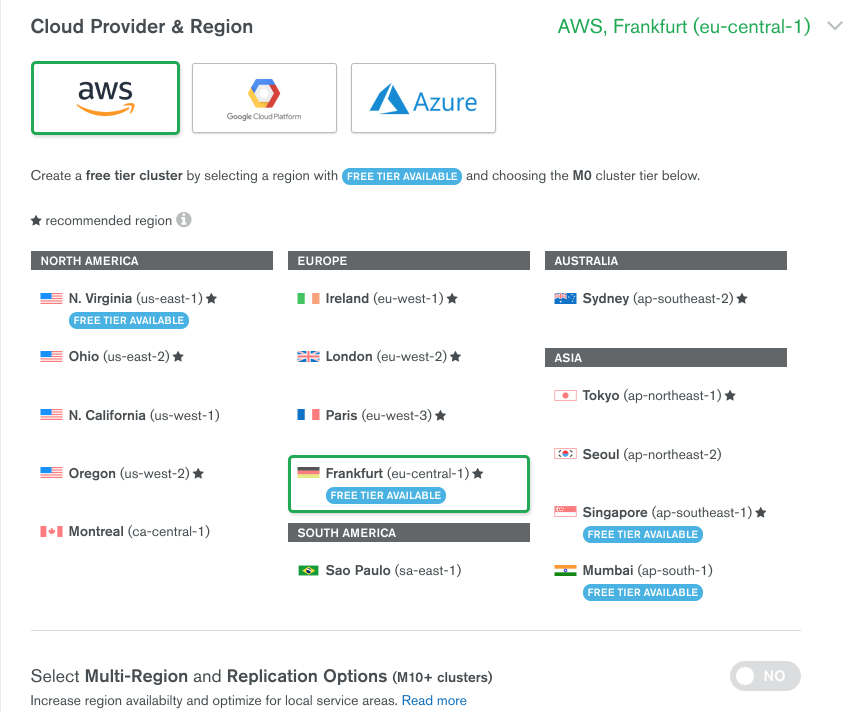 Cloud Provider & Region
AWS, Frankfurt (eu-central-1)
aws
Google Cloud Platform
Azure
Create a free tier cluster by selecting a region with FREE TIER AVAILABLE and choosing the M0 cluster tier below.
★ recommended region i
NORTH AMERICA
N. Virginia (us-east-1) ★
FREE TIER AVAILABLE
Ohio (us-east-2) ★
N. California (us-west-1)
Oregon (us-west-2) ★
Montreal (ca-central-1)
EUROPE
Ireland (eu-west-1) ★
London (eu-west-2) ★
Paris (eu-west-3) ★
Frankfurt (eu-central-1) ★
FREE TIER AVAILABLE
SOUTH AMERICA
Sao Paulo (sa-east-1)
AUSTRALIA
Sydney (ap-southeast-2) ★
ASIA
Tokyo (ap-northeast-1) ★
Seoul (ap-northeast-2)
Singapore (ap-southeast-1) ★
FREE TIER AVAILABLE
Mumbai (ap-south-1)
FREE TIER AVAILABLE
Select Multi-Region and Replication Options (M10+ clusters)
NO
Increase region availabilty and optimize for local service areas. Read more